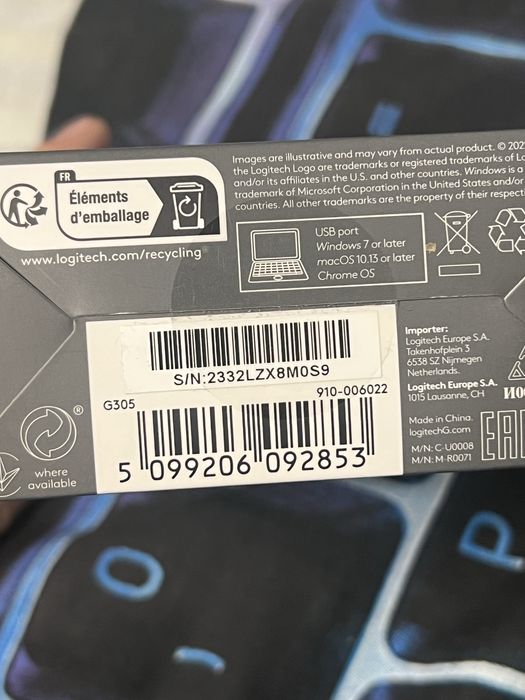 Images are illustrative and may vary from actual product. ©
the Logitech Logo are trademarks or registered trademarks of
and/or its affiliates in the U.S. and other countries. Windows is a
trademark of Microsoft Corporation in the United States and/or
countries. All other trademarks are the property of their
FR
Éléments
d'emballage
www.logitech.com/recycling
USB port
Windows 7 or later
macOS 10.13 or later
Chrome OS
S/N:2332LZX8M0S9
G305
910-006022
5 099206 092853
Importer:
Logitech Europe S.A.
Takenhofplein 3
6538 SZ Nijmegen
Netherlands.
Logitech Europe S.A.
1015 Lausanne, CH
Made in China.
logitechG.com
M/N: C-U0008
M/N: M-R0071
EAC
®
where
available
O
P